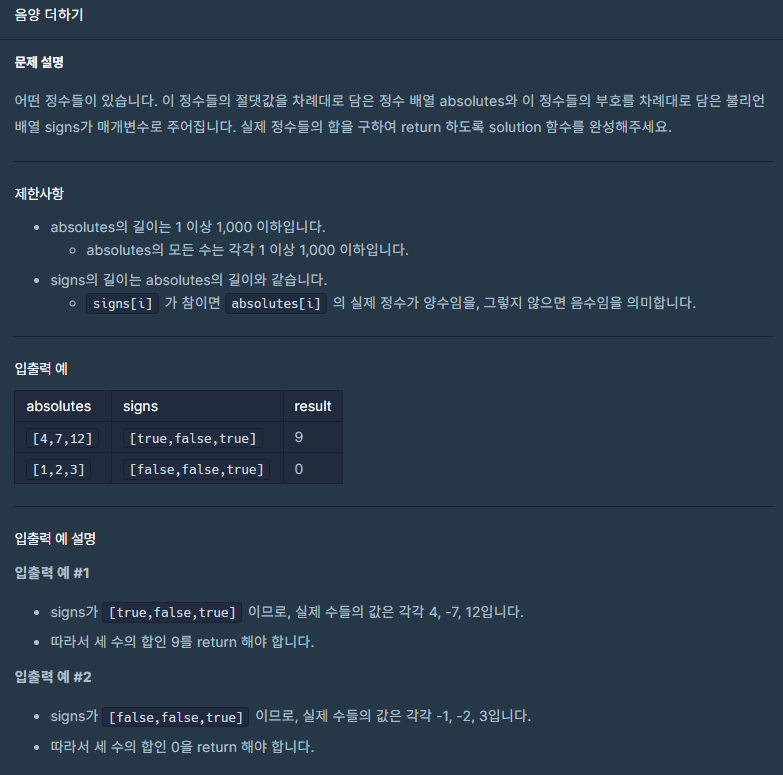 음양 더하기
문제 설명
어떤 정수들이 있습니다. 이 정수들의 절댓값을 차례대로 담은 정수 배열 absolutes와 이 정수들의 부호를 차례대로 담은 불리언
배열 signs가 매개변수로 주어집니다. 실제 정수들의 합을 구하여 return 하도록 solution 함수를 완성해주세요.
제한사항
• absolutes의 길이는 1 이상 1,000 이하입니다.
◦ absolutes의 모든 수는 각각 1 이상 1,000 이하입니다.
• signs의 길이는 absolutes의 길이와 같습니다.
◦ signs[i] 가 참이면 absolutes[i] 의 실제 정수가 양수임을, 그렇지 않으면 음수임을 의미합니다.
입출력 예
absolutes signs result
[4,7,12] [true,false,true] 9
[1,2,3] [false,false,true] 0
입출력 예 설명
입출력 예 #1
• signs가 [true,false,true] 이므로, 실제 수들의 값은 각각 4, -7, 12입니다.
• 따라서 세 수의 합인 9를 return 해야 합니다.
입출력 예 #2
• signs가 [false,false,true] 이므로, 실제 수들의 값은 각각 -1, -2, 3입니다.
• 따라서 세 수의 합인 0을 return 해야 합니다.